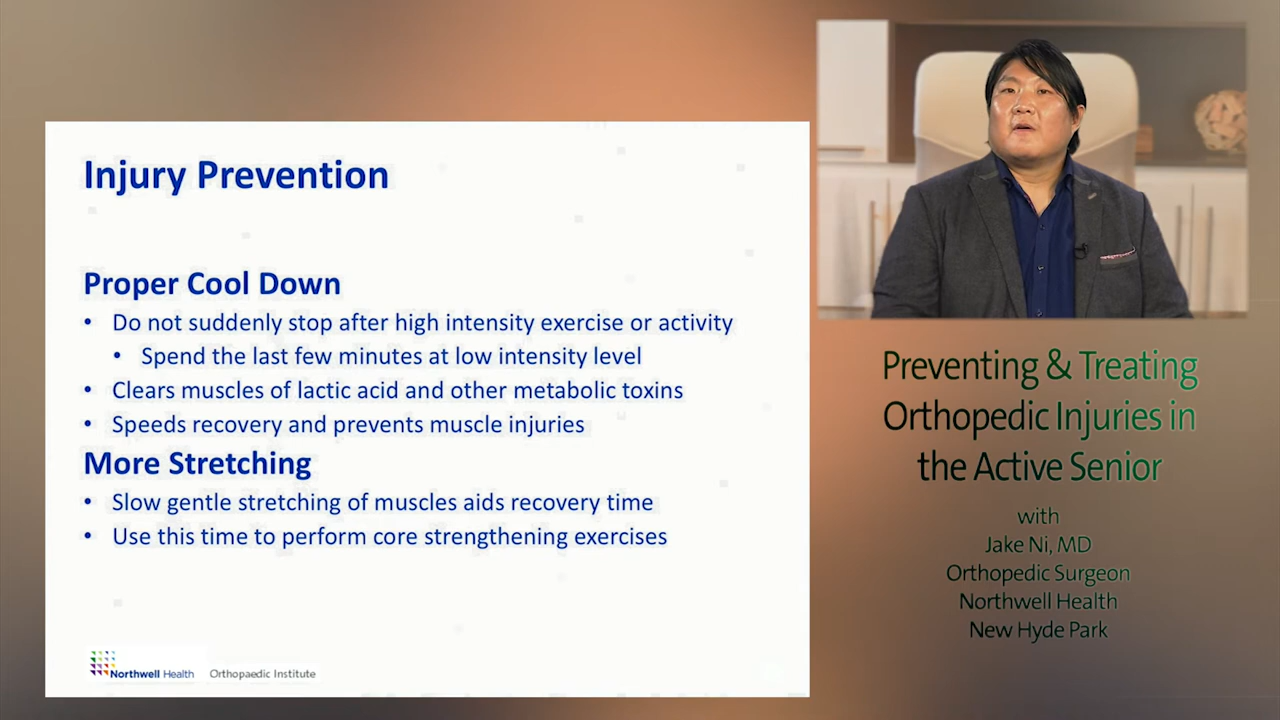 Injury Prevention
Proper Cool Down
• Do not suddenly stop after high intensity exercise or activity
• Spend the last few minutes at low intensity level
• Clears muscles of lactic acid and other metabolic toxins
• Speeds recovery and prevents muscle injuries
More Stretching
• Slow gentle stretching of muscles aids recovery time
• Use this time to perform core strengthening exercises
Northwell Health Orthopaedic Institute
Preventing & Treating
Orthopedic Injuries in
the Active Senior
with
Jake Ni, MD
Orthopedic Surgeon
Northwell Health
New Hyde Park